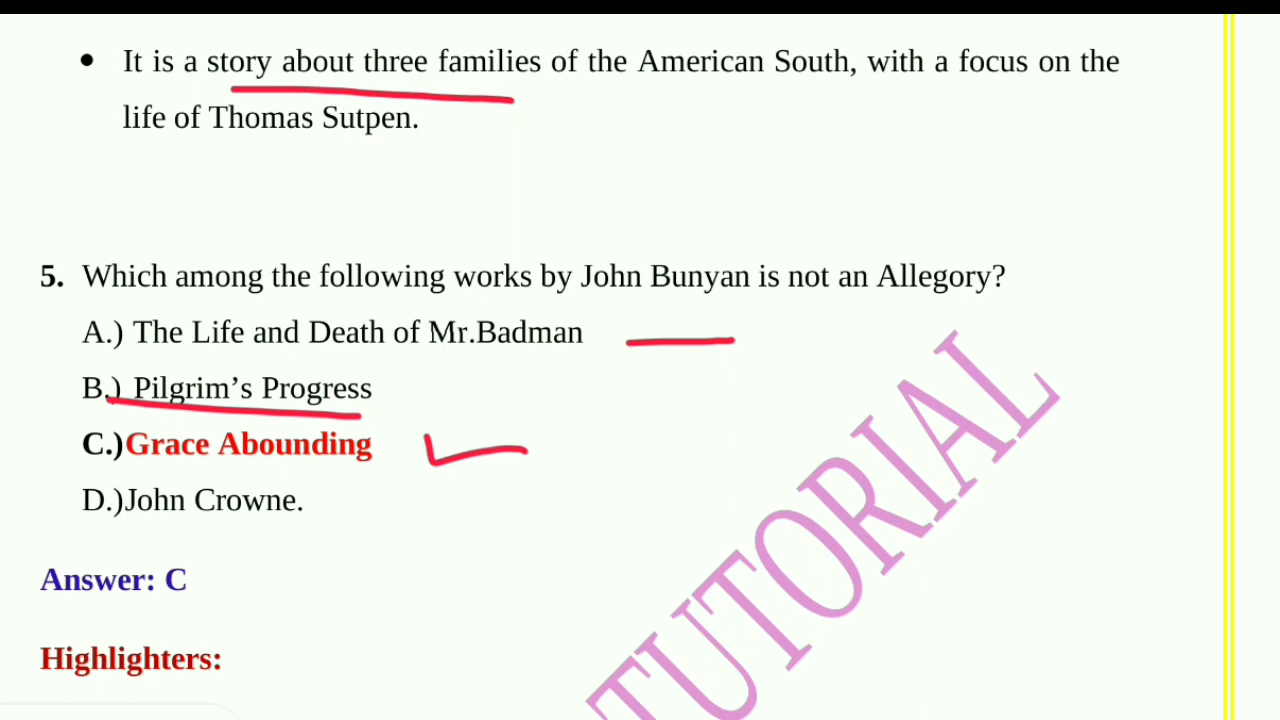 • It is a story about three families of the American South, with a focus on the
life of Thomas Sutpen.
5. Which among the following works by John Bunyan is not an Allegory?
A.) The Life and Death of Mr.Badman
B.) Pilgrim's Progress
C.)Grace Abounding
D.)John Crowne.
Answer: C
Highlighters:
TUTORIAL